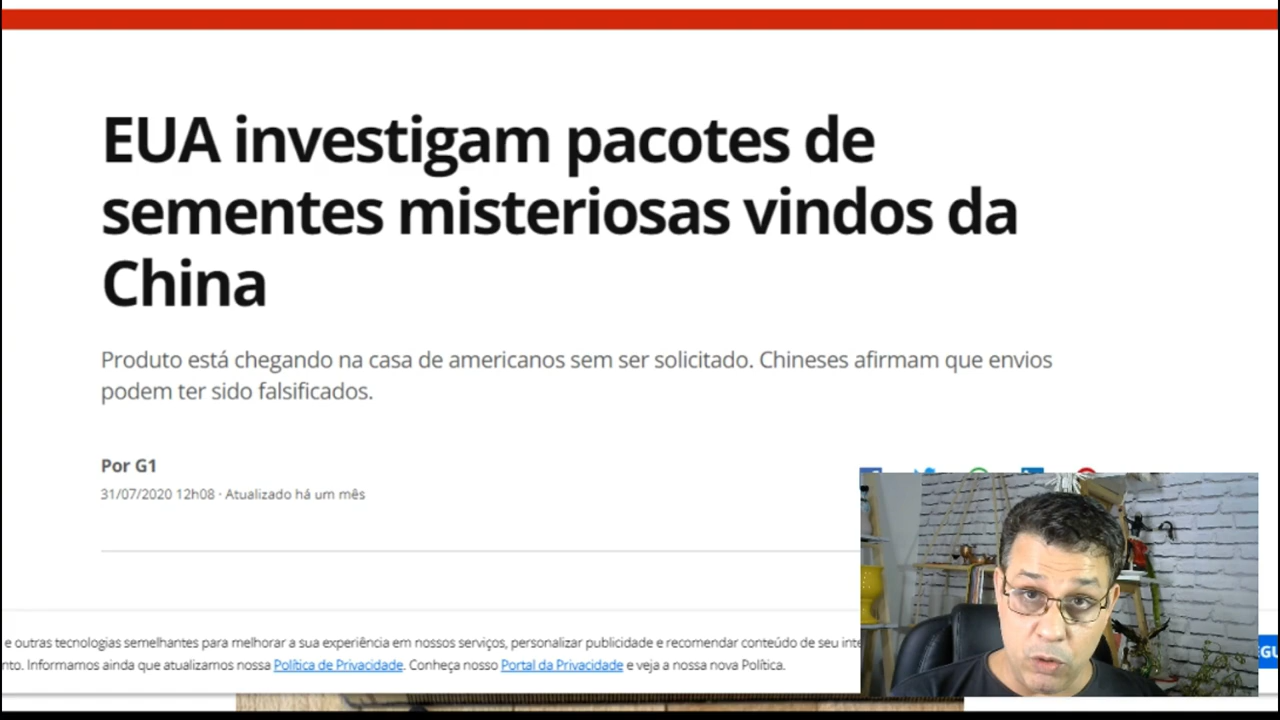 EUA investigam pacotes de
sementes misteriosas vindos da
China
Produto está chegando na casa de americanos sem ser solicitado. Chineses afirmam que envios
podem ter sido falsificados.
Por G1
31/07/2020 12h08 · Atualizado há um mês
e outras tecnologias semelhantes para melhorar a sua experiência em nossos serviços, personalizar publicidade e recomendar conteúdo de seu
nto. Informamos ainda que atualizamos nossa Política de Privacidade. Conheça nosso Portal da Privacidade e veja a nossa nova Política.